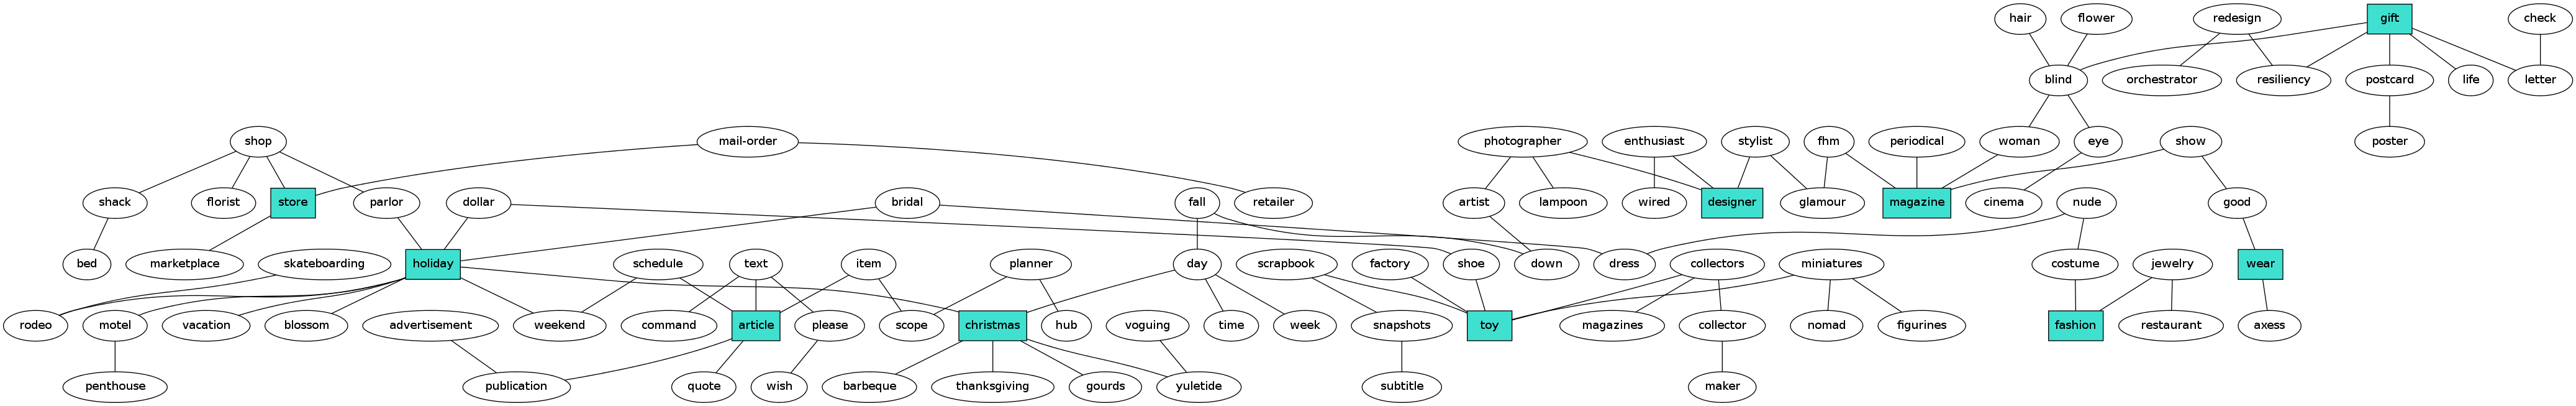 hair
flower
redesign
gift
check
blind
orchestrator
resiliency
postcard
life
letter
shop
mail-order
photographer
enthusiast
stylist
fhm
periodical
woman
eye
show
poster
shack
florist
store
parlor
dollar
bridal
fall
retailer
artist
lampoon
wired
designer
glamour
magazine
cinema
nude
good
bed
marketplace
skateboarding
holiday
schedule
text
item
planner
day
scrapbook
factory
shoe
down
dress
collectors
miniatures
costume
jewelry
wear
rodeo
motel
vacation
blossom
advertisement
weekend
command
article
please
scope
christmas
hub
voguing
time
week
snapshots
toy
magazines
collector
nomad
figurines
fashion
restaurant
axess
penthouse
publication
quote
wish
barbeque
thanksgiving
gourds
yuletide
subtitle
maker